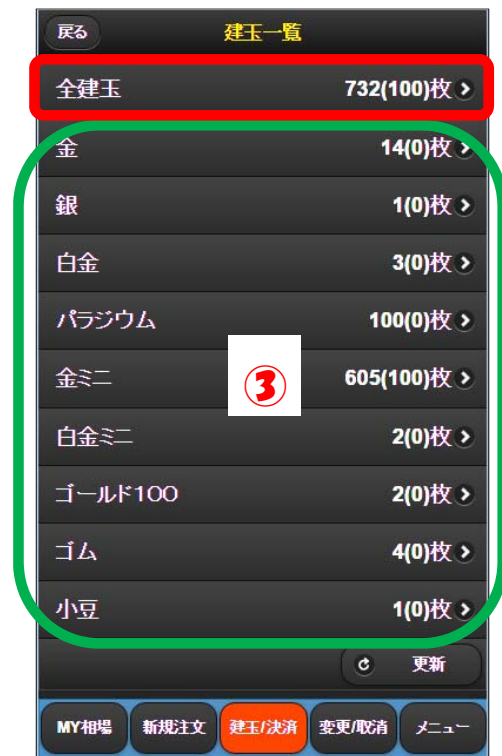 戻る 建玉一覧
全建玉 732(100)枚
金 14(0)枚
銀 1(0)枚
白金 3(0)枚
パラジウム 100(0)枚
金ミニ 605(100)枚
③
白金ミニ 2(0)枚
ゴールド100 2(0)枚
ゴム 4(0)枚
小豆 1(0)枚
更新
MY相場 新規注文 建玉/決済 変更/取消 メニュー